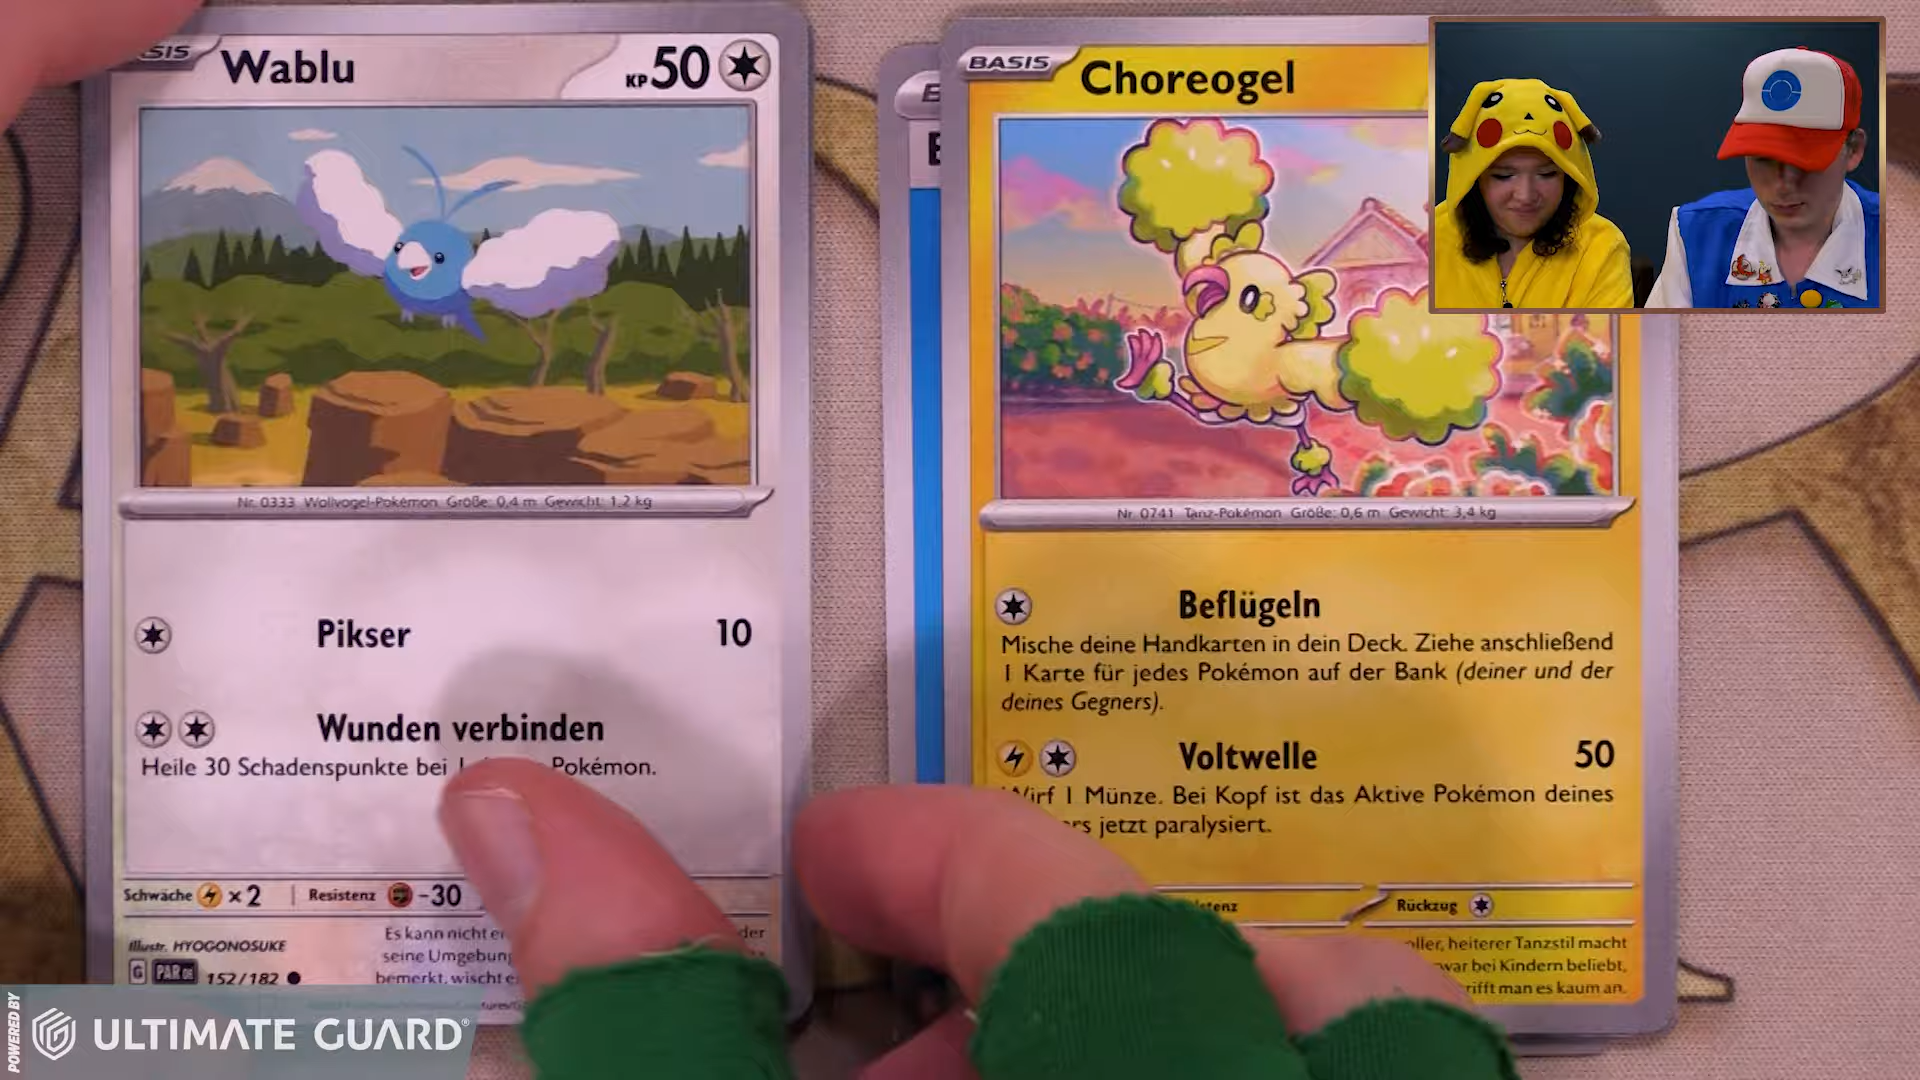 BASIS
Wablu
KP 50
Nr. 0333 Wollvogel-Pokémon Größe: 0,4 m Gewicht: 1,2 kg
Pikser 10
Wunden verbinden
Heile 30 Schadenspunkte bei 1 Pokémon.
Schwäche x2 Resistenz -30
Illustr. HYOGONOSUKE
G PAR DE 152/182
Es kann nicht
seine Umgebung
bemerkt, wischt
der
BASIS
Choreogel
Nr. 0741 Tanz-Pokémon Größe: 0,6 m Gewicht: 3,4 kg
Beflügeln
Mische deine Handkarten in dein Deck. Ziehe anschließend
1 Karte für jedes Pokémon auf der Bank (deiner und der
deines Gegners).
Voltwelle 50
Wirf 1 Münze. Bei Kopf ist das Aktive Pokémon deines
jetzt paralysiert.
Rückzug
heiterer Tanzstil macht
bei Kindern beliebt,
man es kaum an.
POWERED BY
ULTIMATE GUARD®